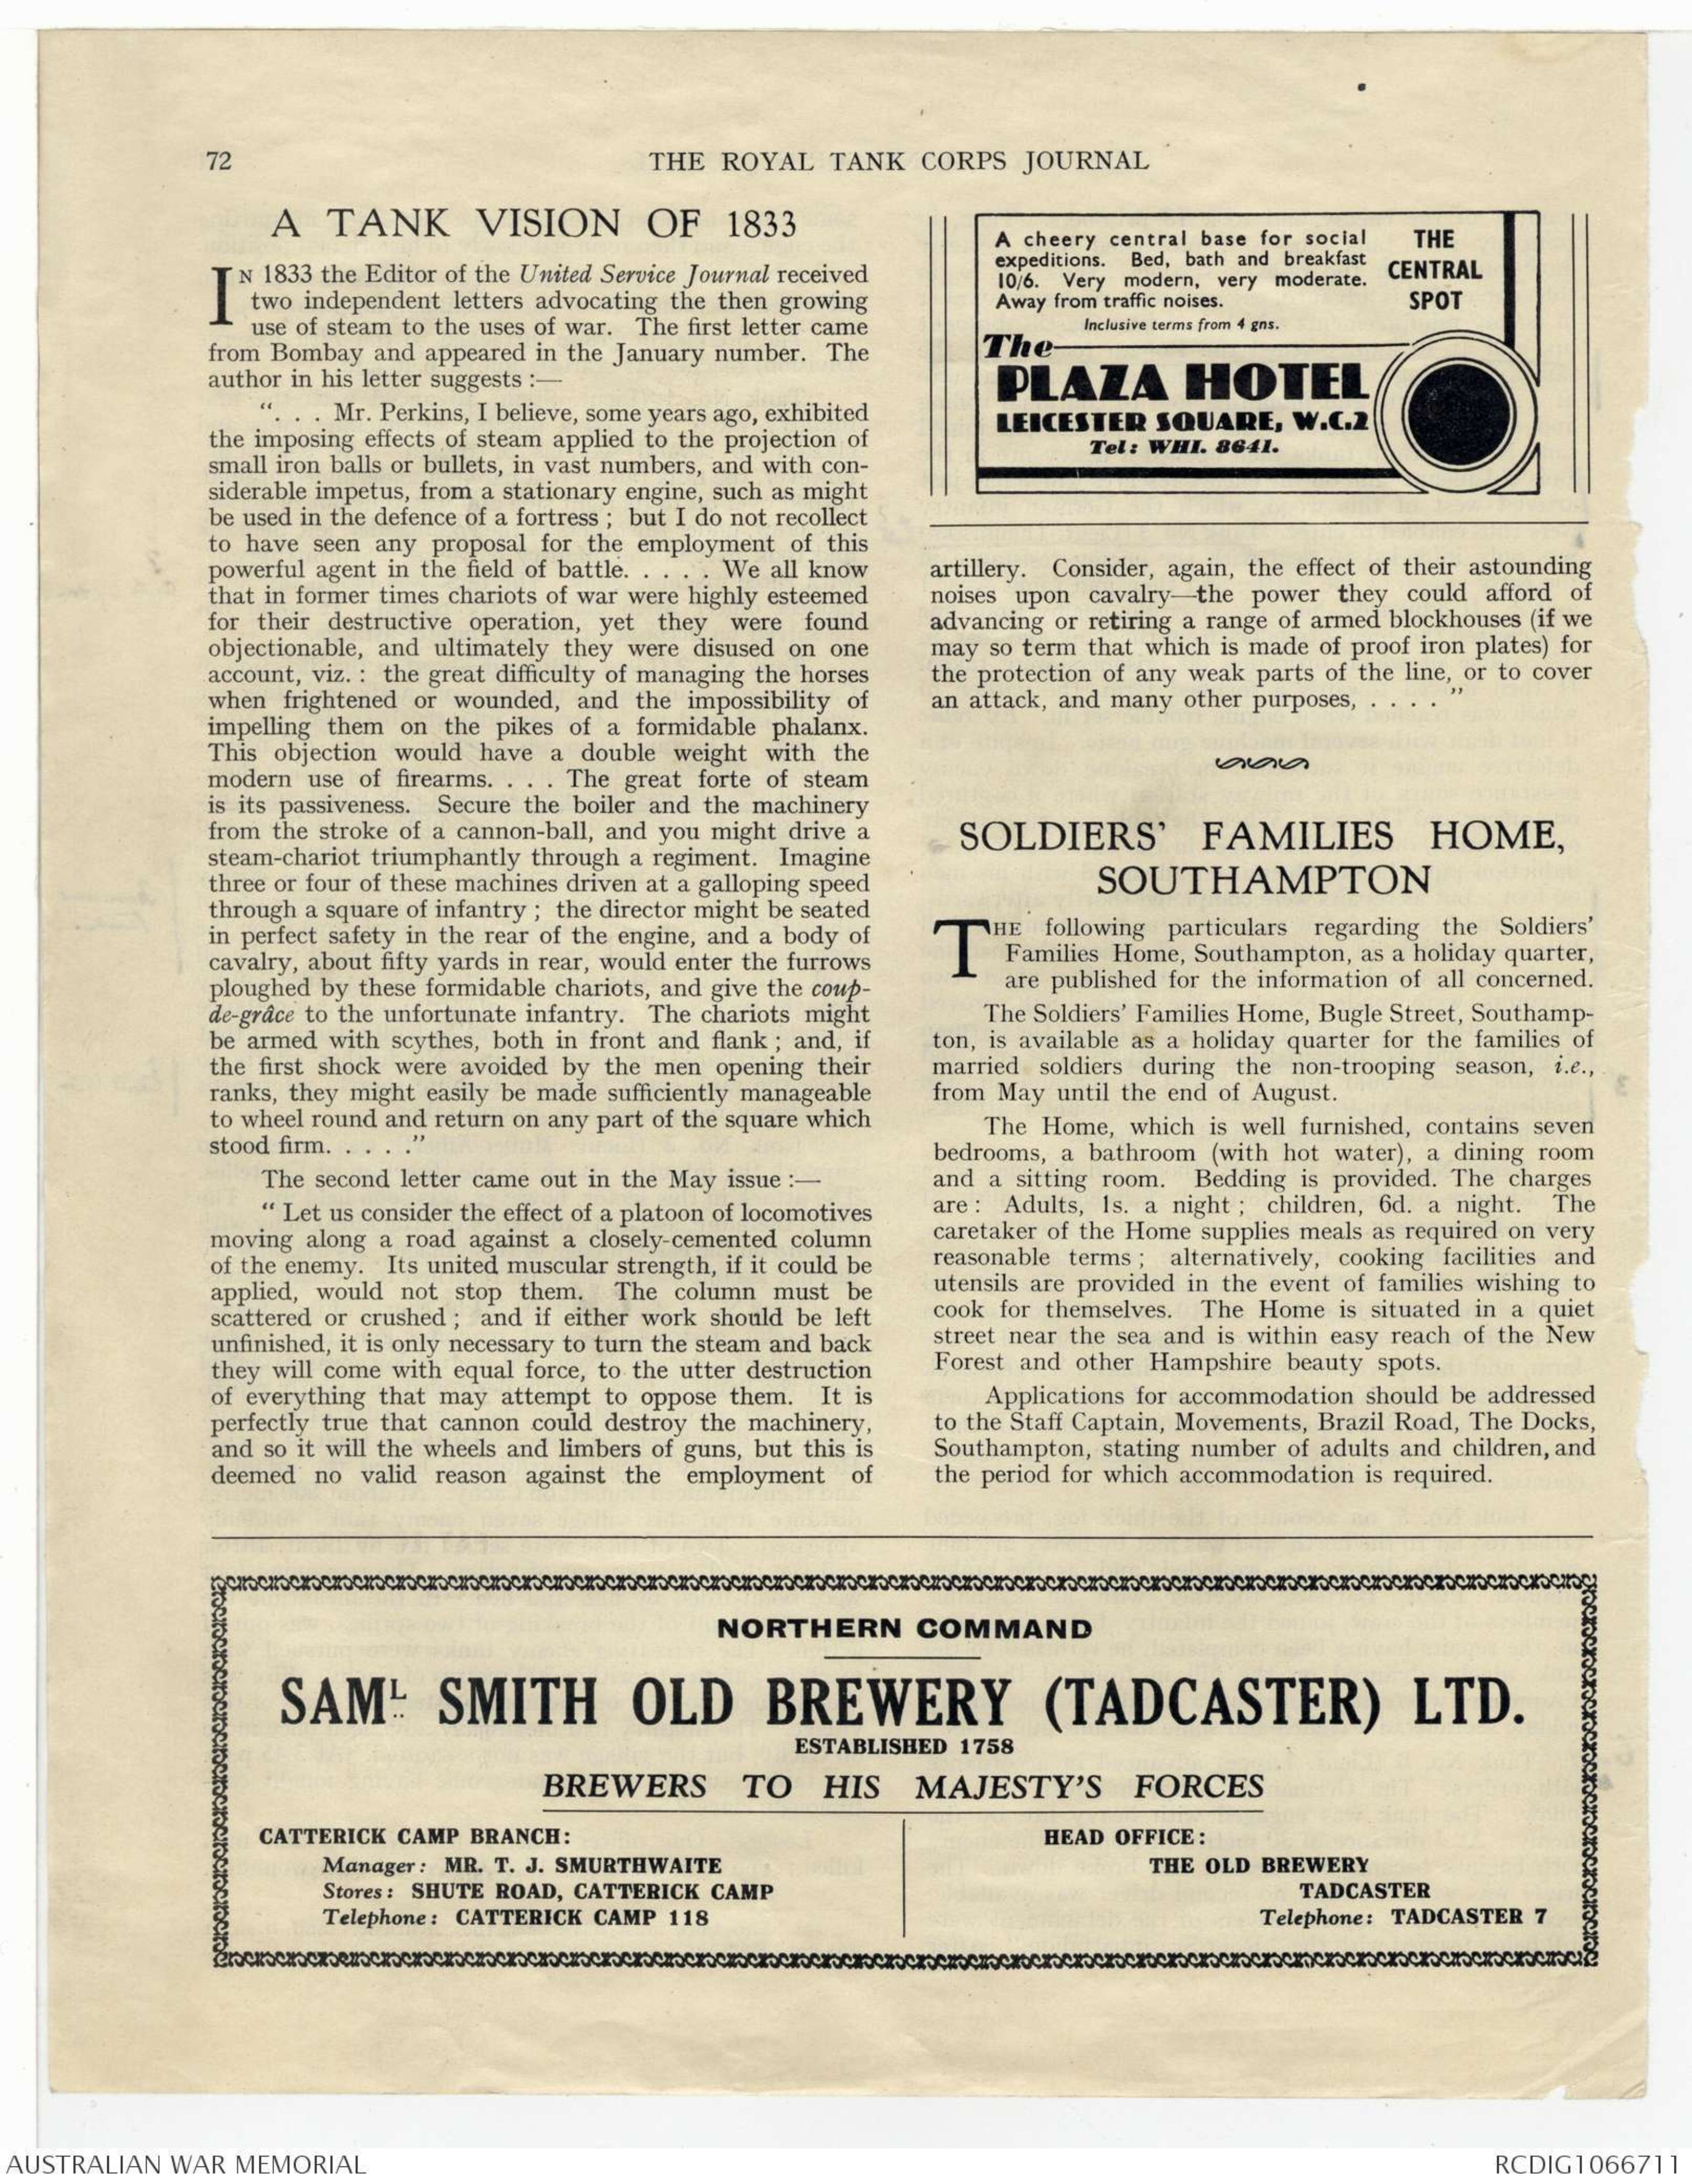 72
THE ROYAL TANK CORPS JOURNAL
A TANK VISION OF 1833
IN 1833 the Editor of the United Service Journal received
two independent letters advocating the then growing
use of steam to the uses of war. The first letter came
from Bombay and appeared in the January number. The
author in his letter suggests :—
“. . . Mr. Perkins, I believe, some years ago, exhibited
the imposing effects of steam applied to the projection of
small iron balls or bullets, in vast numbers, and with con-
siderable impetus, from a stationary engine, such as might
be used in the defence of a fortress ; but I do not recollect
to have seen any proposal for the employment of this
powerful agent in the field of battle. . . . . We all know
that in former times chariots of war were highly esteemed
for their destructive operation, yet they were found
objectionable, and ultimately they were disused on one
account, viz. : the great difficulty of managing the horses
when frightened or wounded, and the impossibility of
impelling them on the pikes of a formidable phalanx.
This objection would have a double weight with the
modern use of firearms. . . . The great forte of steam
is its passiveness. Secure the boiler and the machinery
from the stroke of a cannon-ball, and you might drive a
steam-chariot triumphantly through a regiment. Imagine
three or four of these machines driven at a galloping speed
through a square of infantry ; the director might be seated
in perfect safety in the rear of the engine, and a body of
cavalry, about fifty yards in rear, would enter the furrows
ploughed by these formidable chariots, and give the coup-
de-grâce to the unfortunate infantry. The chariots might
be armed with scythes, both in front and flank ; and, if
the first shock were avoided by the men opening their
ranks, they might easily be made sufficiently manageable
to wheel round and return on any part of the square which
stood firm. . . . .”
The second letter came out in the May issue :—
“ Let us consider the effect of a platoon of locomotives
moving along a road against a closely-cemented column
of the enemy. Its united muscular strength, if it could be
applied, would not stop them. The column must be
scattered or crushed ; and if either work should be left
unfinished, it is only necessary to turn the steam and back
they will come with equal force, to the utter destruction
of everything that may attempt to oppose them. It is
perfectly true that cannon could destroy the machinery,
and so it will the wheels and limbers of guns, but this is
deemed no valid reason against the employment of
A cheery central base for social
expeditions. Bed, bath and breakfast
10/6. Very modern, very moderate.
Away from traffic noises.
Inclusive terms from 4 gns.
THE
CENTRAL
SPOT
The
PLAZA HOTEL
LEICESTER SQUARE, W.C.2
Tel: WHI. 8641.
artillery. Consider, again, the effect of their astounding
noises upon cavalry—the power they could afford of
advancing or retiring a range of armed blockhouses (if we
may so term that which is made of proof iron plates) for
the protection of any weak parts of the line, or to cover
an attack, and many other purposes, . . . .”
SOLDIERS’ FAMILIES HOME,
SOUTHAMPTON
THE following particulars regarding the Soldiers’
Families Home, Southampton, as a holiday quarter,
are published for the information of all concerned.
The Soldiers’ Families Home, Bugle Street, Southamp-
ton, is available as a holiday quarter for the families of
married soldiers during the non-trooping season, i.e.,
from May until the end of August.
The Home, which is well furnished, contains seven
bedrooms, a bathroom (with hot water), a dining room
and a sitting room. Bedding is provided. The charges
are : Adults, 1s. a night ; children, 6d. a night. The
caretaker of the Home supplies meals as required on very
reasonable terms ; alternatively, cooking facilities and
utensils are provided in the event of families wishing to
cook for themselves. The Home is situated in a quiet
street near the sea and is within easy reach of the New
Forest and other Hampshire beauty spots.
Applications for accommodation should be addressed
to the Staff Captain, Movements, Brazil Road, The Docks,
Southampton, stating number of adults and children, and
the period for which accommodation is required.
NORTHERN COMMAND
SAML SMITH OLD BREWERY (TADCASTER) LTD.
ESTABLISHED 1758
BREWERS TO HIS MAJESTY’S FORCES
CATTERICK CAMP BRANCH:
Manager: MR. T. J. SMURTHWAITE
Stores: SHUTE ROAD, CATTERICK CAMP
Telephone: CATTERICK CAMP 118
HEAD OFFICE:
THE OLD BREWERY
TADCASTER
Telephone: TADCASTER 7
AUSTRALIAN WAR MEMORIAL
RCDIG1066711